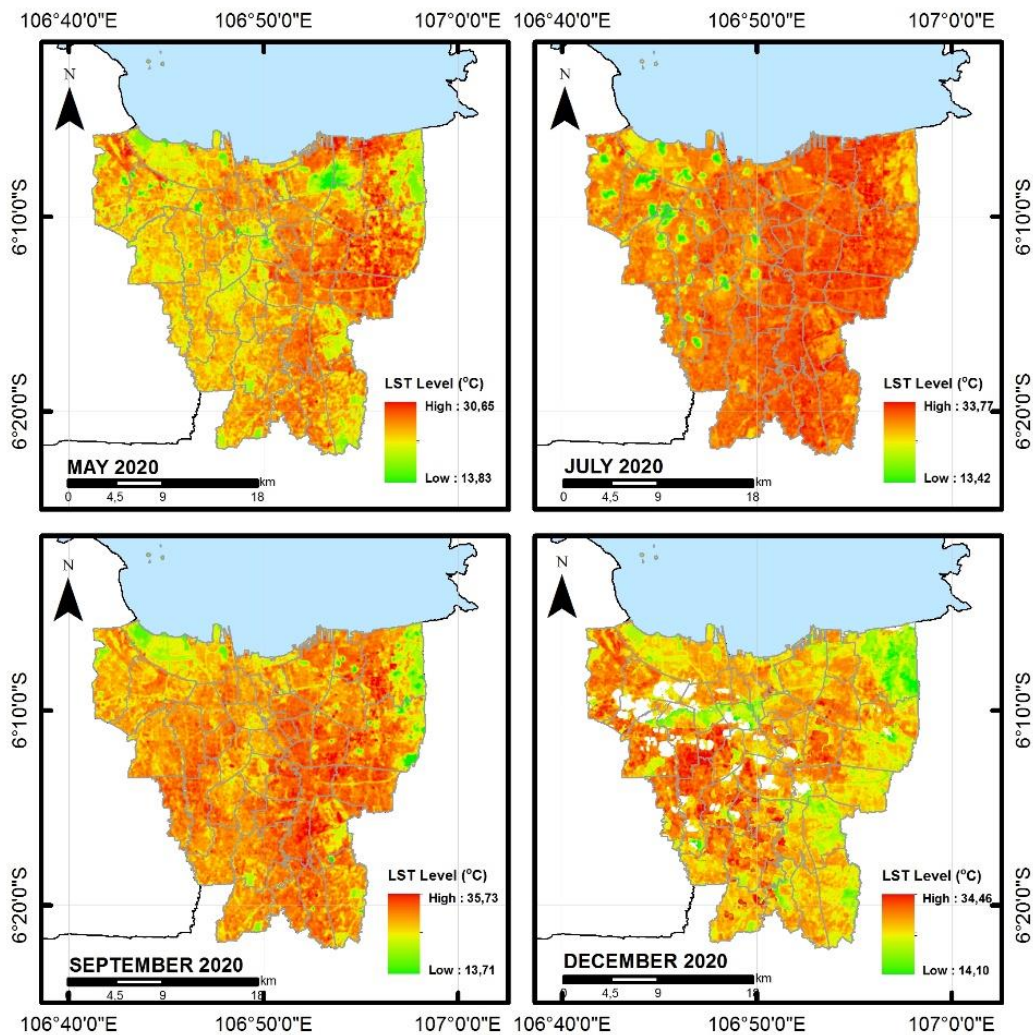 106°40'0"E 106°50'0"E 107°0'0"E 106°40'0"E 106°50'0"E 107°0'0"E
N
N
6°10'0"S
6°10'0"S
LST Level (°C)
High : 30,65
Low : 13,83
LST Level (°C)
High : 33,77
Low : 13,42
6°20'0"S
6°20'0"S
MAY 2020
km
0 4,5 9 18
JULY 2020
km
0 4,5 9 18
N
N
6°10'0"S
6°10'0"S
LST Level (°C)
High : 35,73
Low : 13,71
LST Level (°C)
High : 34,46
Low : 14,10
6°20'0"S
6°20'0"S
SEPTEMBER 2020
km
0 4,5 9 18
DECEMBER 2020
km
0 4,5 9 18
106°40'0"E 106°50'0"E 107°0'0"E 106°40'0"E 106°50'0"E 107°0'0"E